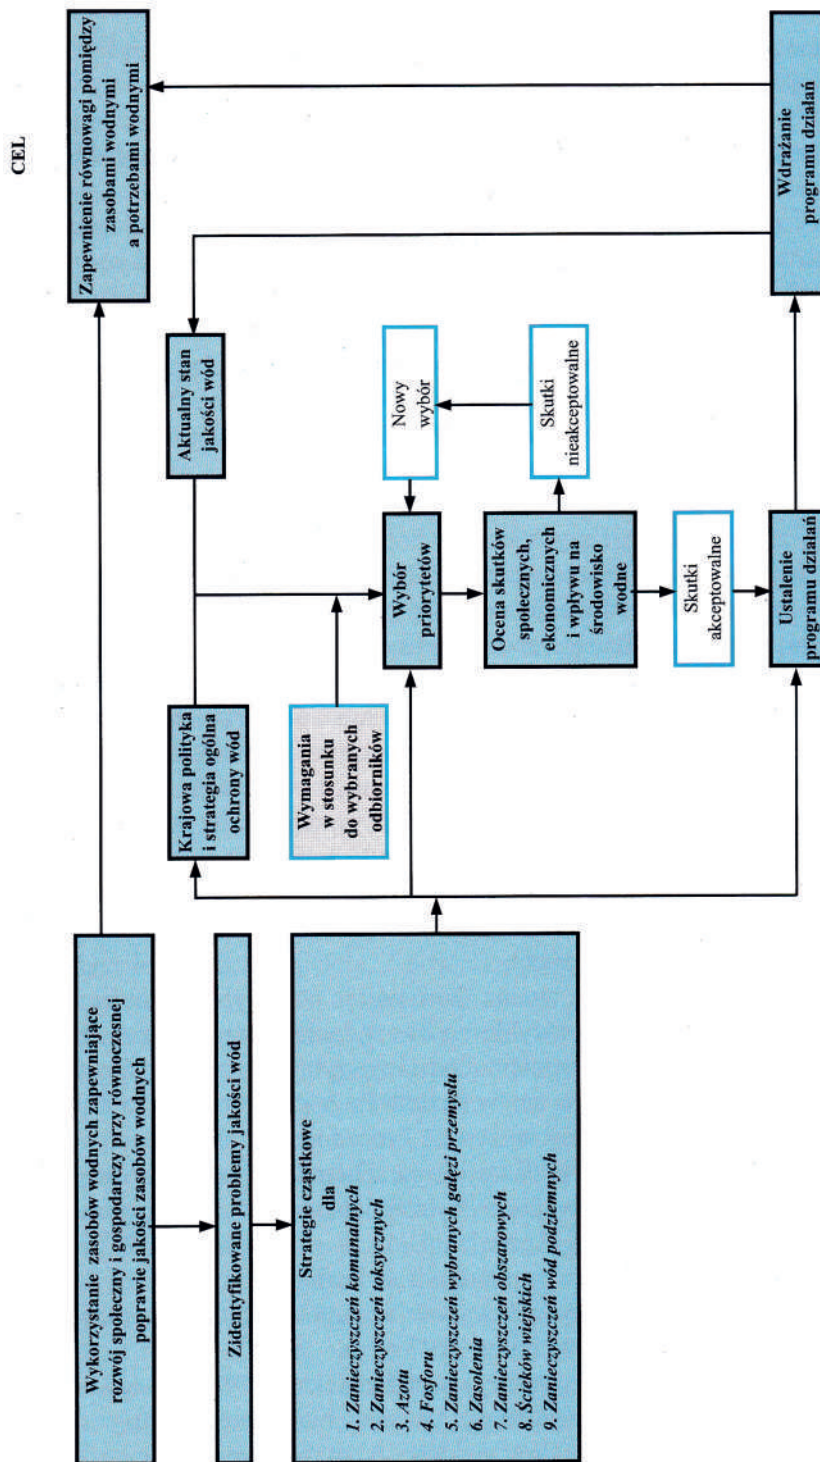 CEL
Wykorzystanie zasobów wodnych zapewniające
rozwój społeczny i gospodarczy przy równoczesnej
poprawie jakości zasobów wodnych
Zapewnienie równowagi pomiędzy
zasobami wodnymi
a potrzebami wodnymi
Zidentyfikowane problemy jakości wód
Krajowa polityka
i strategia ogólna
ochrony wód
Aktualny stan
jakości wód
Strategie cząstkowe
dla
1. Zanieczyszczeń komunalnych
2. Zanieczyszczeń toksycznych
3. Azotu
4. Fosforu
5. Zanieczyszczeń wybranych gałęzi przemysłu
6. Zasolenia
7. Zanieczyszczeń obszarowych
8. Ścieków wiejskich
9. Zanieczyszczeń wód podziemnych
Wymagania
w stosunku
do wybranych
odbiorników
Wybór
priorytetów
Nowy
wybór
Ocena skutków
społecznych,
ekonomicznych
i wpływu na
środowisko
wodne
Skutki
nieakceptowalne
Skutki
akceptowalne
Ustalenie
programu działań
Wdrażanie
programu działań